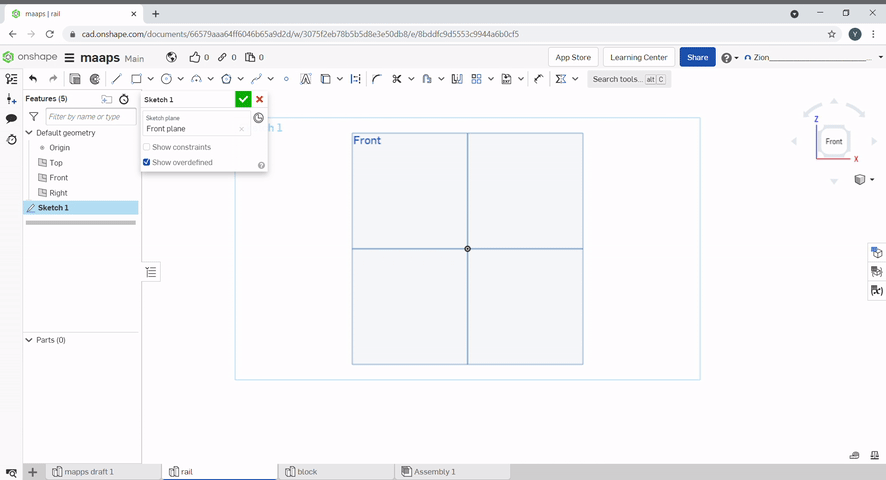 maaps | rail
cad.onshape.com/documents/66579aaa64ff6046b65a9d2d/w/3075f2eb78b5b5d8e3e50db8/e/8bddfc9d5553c9944a6b0cf5
Y
onshape maaps Main 0 0 0 App Store Learning Center Share Zion
Search tools... alt C
Features (5)
Filter by name or type
Default geometry
Origin
Top
Front
Right
Sketch 1
Parts (0)
Sketch 1
Sketch plane
Front plane
Show constraints
Show overdefined
h 1
Front
Z
Front
X
mapps draft 1 rail block Assembly 1